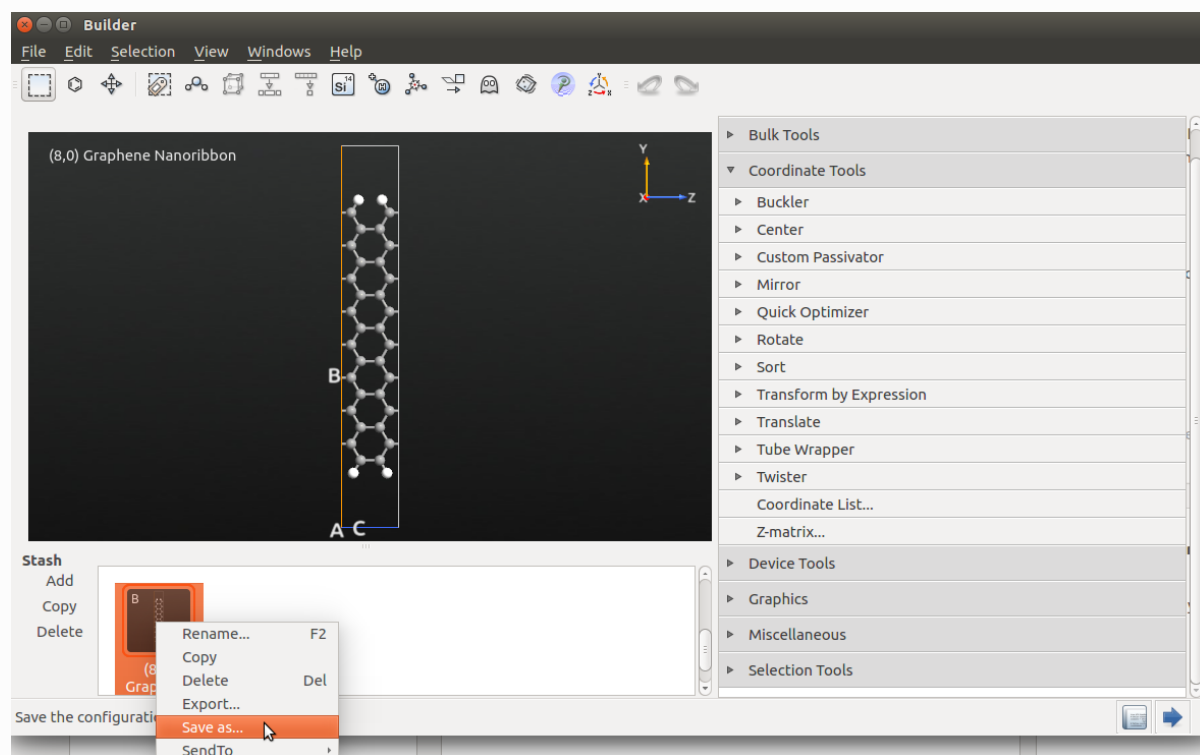 Builder
File Edit Selection View Windows Help
Si 14
H
(8,0) Graphene Nanoribbon
Y
X Z
B
A C
Bulk Tools
Coordinate Tools
Buckler
Center
Custom Passivator
Mirror
Quick Optimizer
Rotate
Sort
Transform by Expression
Translate
Tube Wrapper
Twister
Coordinate List...
Z-matrix...
Device Tools
Graphics
Miscellaneous
Selection Tools
Stash
Add
Copy
Delete
B
(8
Grap
Rename... F2
Copy
Delete Del
Export...
Save as...
SendTo
Save the configurati